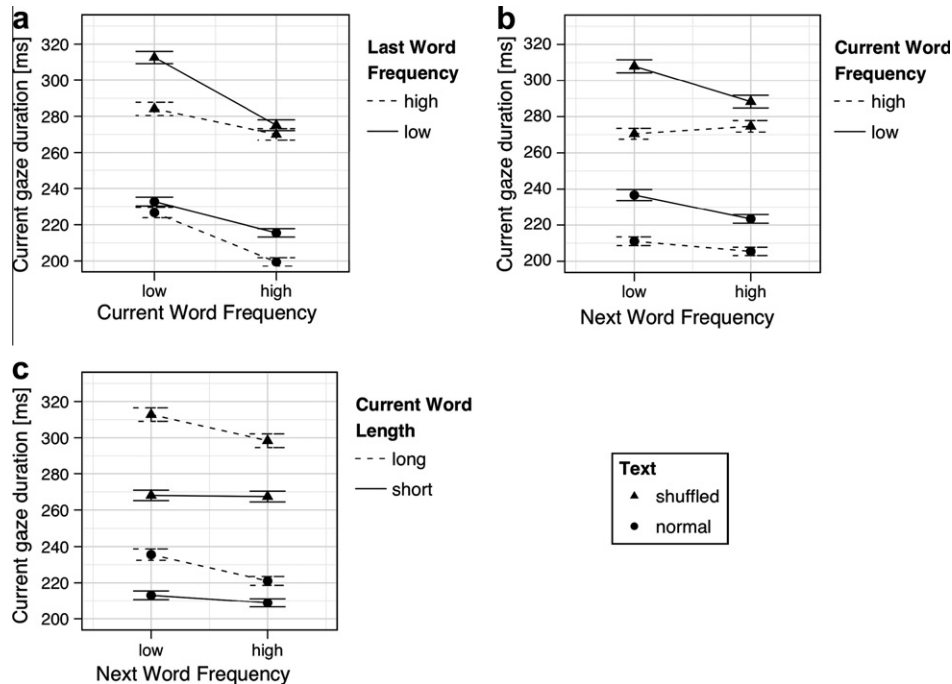 a
Current gaze duration [ms]
320
300
280
260
240
220
200
low
high
Current Word Frequency
Last Word
Frequency
high
low
b
Current gaze duration [ms]
320
300
280
260
240
220
200
low
high
Next Word Frequency
Current Word
Frequency
high
low
c
Current gaze duration [ms]
320
300
280
260
240
220
200
low
high
Next Word Frequency
Current Word
Length
long
short
Text
shuffled
normal